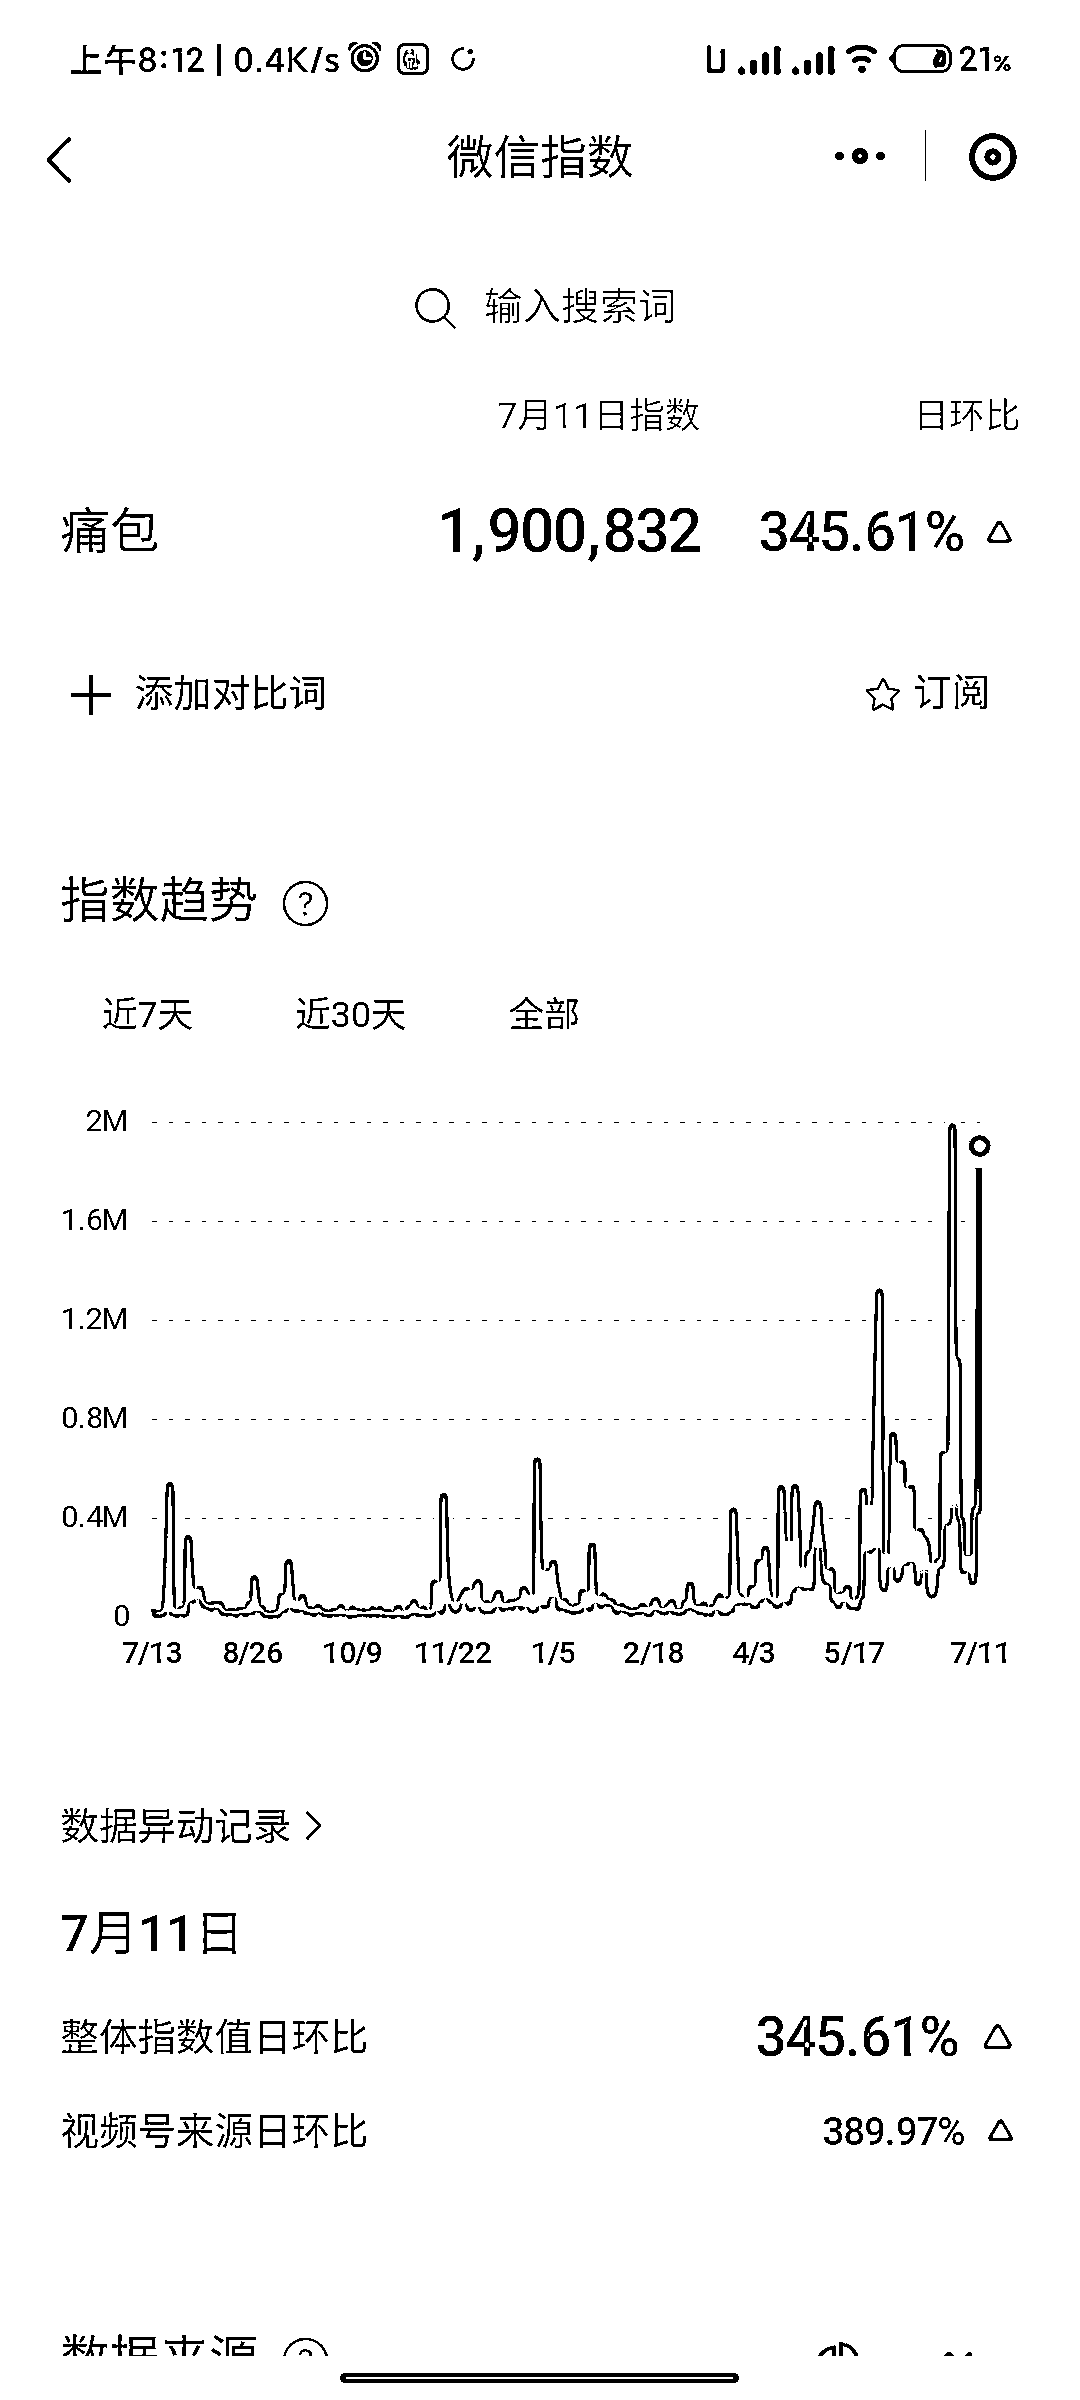 上午8:12 | 0.4K/s 21%
微信指数
输入搜索词
7月11日指数 日环比
痛包 1,900,832 345.61%
添加对比词 订阅
指数趋势 ?
近7天 近30天 全部
2M
1.6M
1.2M
0.8M
0.4M
0
7/13 8/26 10/9 11/22 1/5 2/18 4/3 5/17 7/11
数据异动记录 >
7月11日
整体指数值日环比 345.61%
视频号来源日环比 389.97%
数据来源 ?